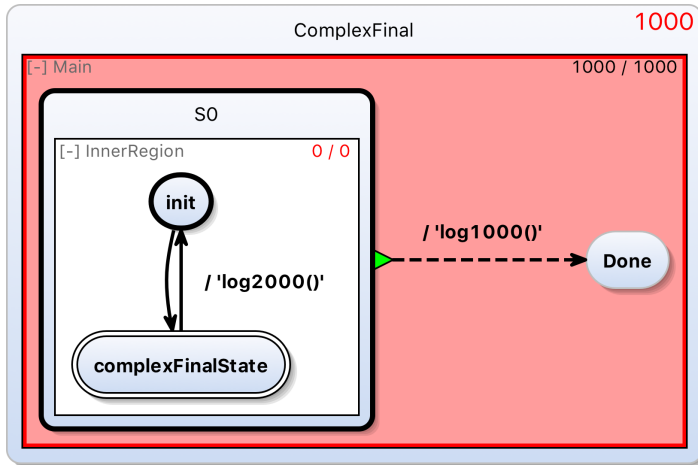 ComplexFinal
1000
[-] Main
1000 / 1000
S0
[-] InnerRegion
0 / 0
init
/ 'log2000()'
complexFinalState
/ 'log1000()'
Done